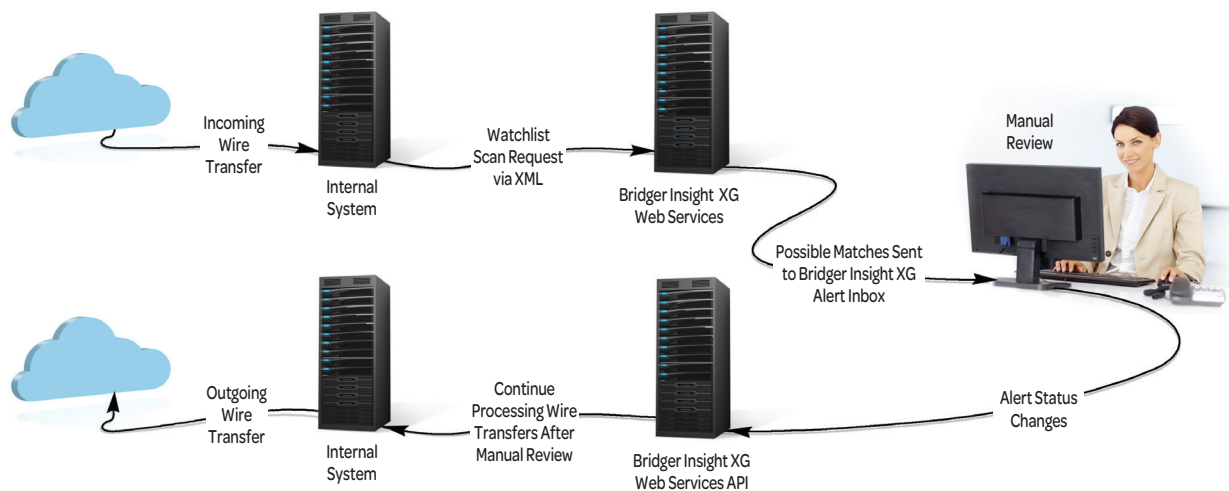 Incoming
Wire
Transfer
Internal
System
Watchlist
Scan Request
via XML
Bridger Insight XG
Web Services
Possible Matches Sent
to Bridger Insight XG
Alert Inbox
Manual
Review
Alert Status
Changes
Bridger Insight XG
Web Services API
Continue
Processing Wire
Transfers After
Manual Review
Internal
System
Outgoing
Wire
Transfer